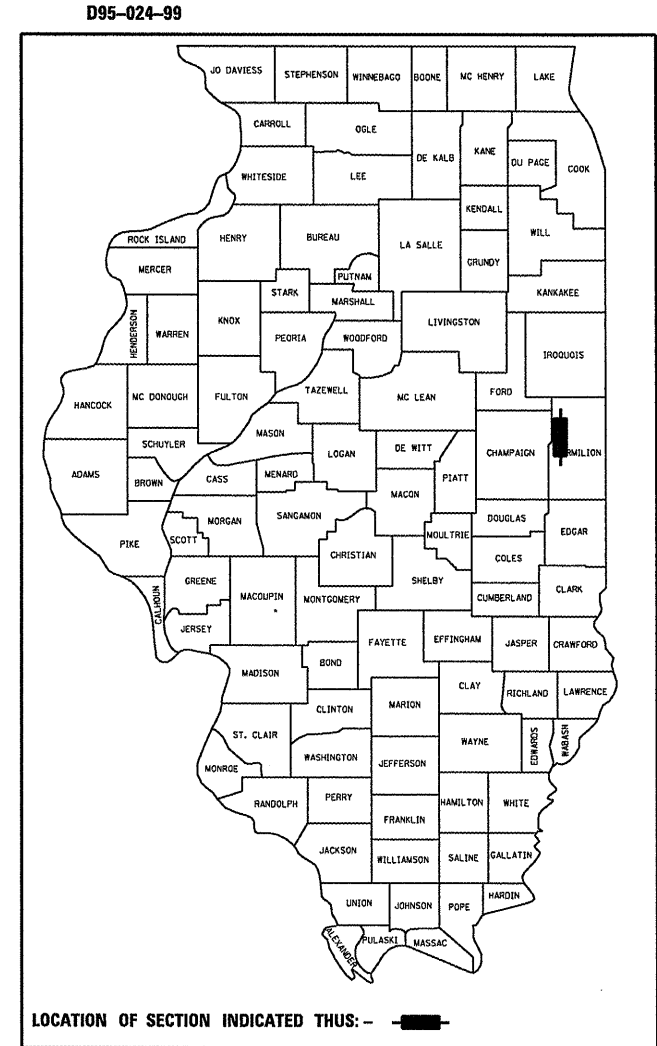 D95-024-99
JO DAVIESS STEPHENSON WINNEBAGO BOONE MC HENRY LAKE
CARROLL OGLE DE KALB KANE DU PAGE COOK
WHITESIDE LEE
KENDALL
ROCK ISLAND HENRY BUREAU LA SALLE WILL
MERCER PUTNAM GRUNDY
STARK MARSHALL KANKAKEE
HENDERSON WARREN KNOX PEORIA WOODFORD LIVINGSTON IROQUOIS
HANCOCK MC DONOUGH FULTON TAZEWELL MC LEAN FORD
SCHUYLER MASON LOGAN DE WITT CHAMPAIGN RMILION
ADAMS BROWN CASS MENARD MACON PIATT
PIKE SCOTT MORGAN SANGAMON CHRISTIAN MOULTRIE DOUGLAS EDGAR
COLES
CALHOUN GREENE MACOUPIN MONTGOMERY SHELBY CUMBERLAND CLARK
JERSEY FAYETTE EFFINGHAM JASPER CRAWFORD
MADISON BOND CLAY RICHLAND LAWRENCE
CLINTON MARION
ST. CLAIR WASHINGTON WAYNE EDWARDS WABASH
MONROE JEFFERSON
RANDOLPH PERRY HAMILTON WHITE
FRANKLIN
JACKSON WILLIAMSON SALINE GALLATIN
UNION JOHNSON POPE HARDIN
ALEXANDER PULASKI MASSAC
LOCATION OF SECTION INDICATED THUS: –